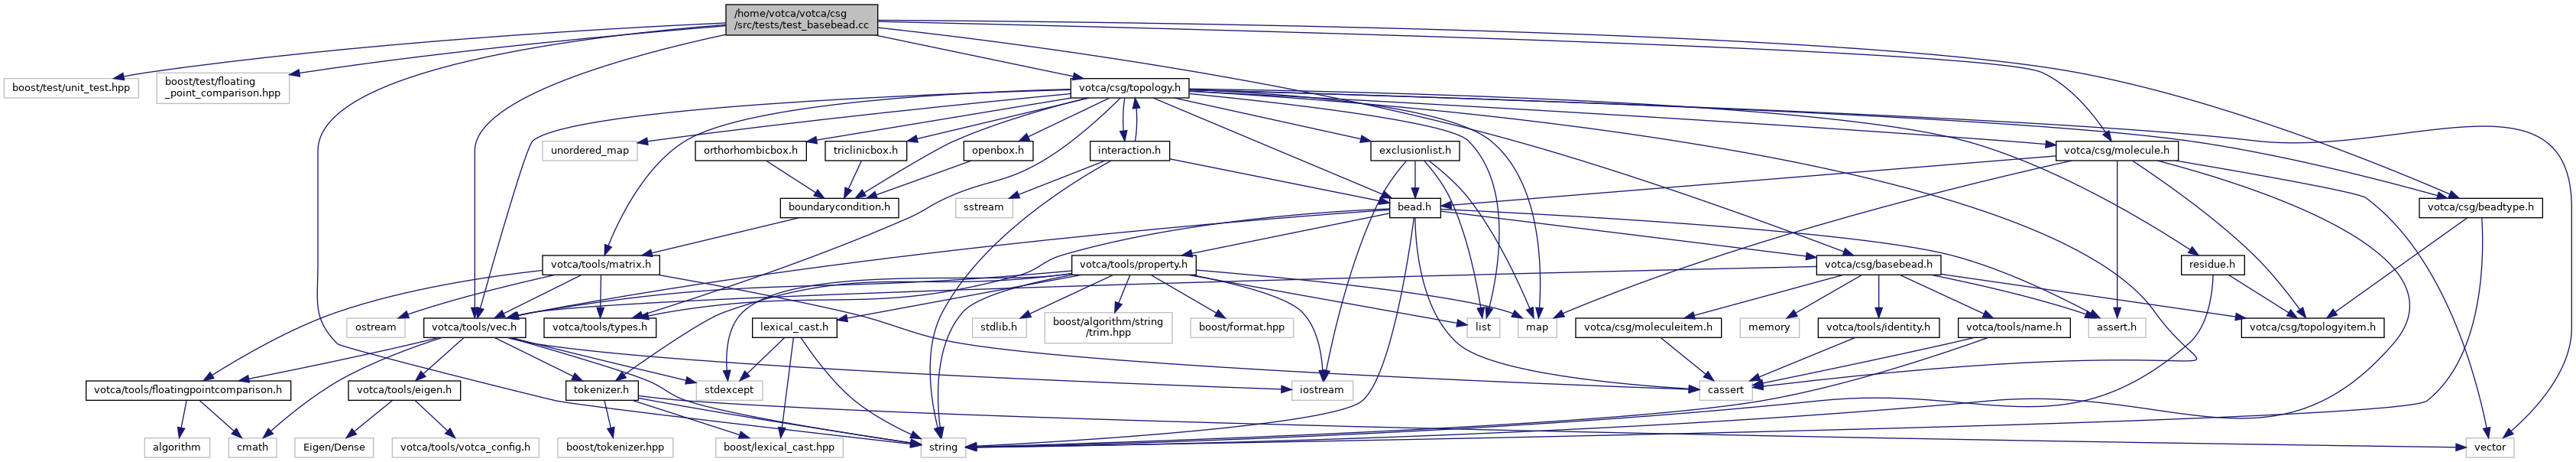 /home/votca/votca/csg
/src/tests/test_basebead.cc
boost/test/unit_test.hpp
boost/test/floating
_point_comparison.hpp
votca/csg/topology.h
unordered_map
orthorhombicbox.h
triclinicbox.h
openbox.h
interaction.h
exclusionlist.h
votca/csg/molecule.h
boundarycondition.h
sstream
bead.h
votca/csg/beadtype.h
votca/tools/matrix.h
votca/tools/property.h
votca/csg/basebead.h
residue.h
ostream
votca/tools/vec.h
votca/tools/types.h
lexical_cast.h
stdlib.h
boost/algorithm/string
/trim.hpp
boost/format.hpp
list
map
votca/csg/moleculeitem.h
memory
votca/tools/identity.h
votca/tools/name.h
assert.h
votca/csg/topologyitem.h
votca/tools/floatingpointcomparison.h
votca/tools/eigen.h
tokenizer.h
stdexcept
iostream
cassert
algorithm
cmath
Eigen/Dense
votca/tools/votca_config.h
boost/tokenizer.hpp
boost/lexical_cast.hpp
string
vector